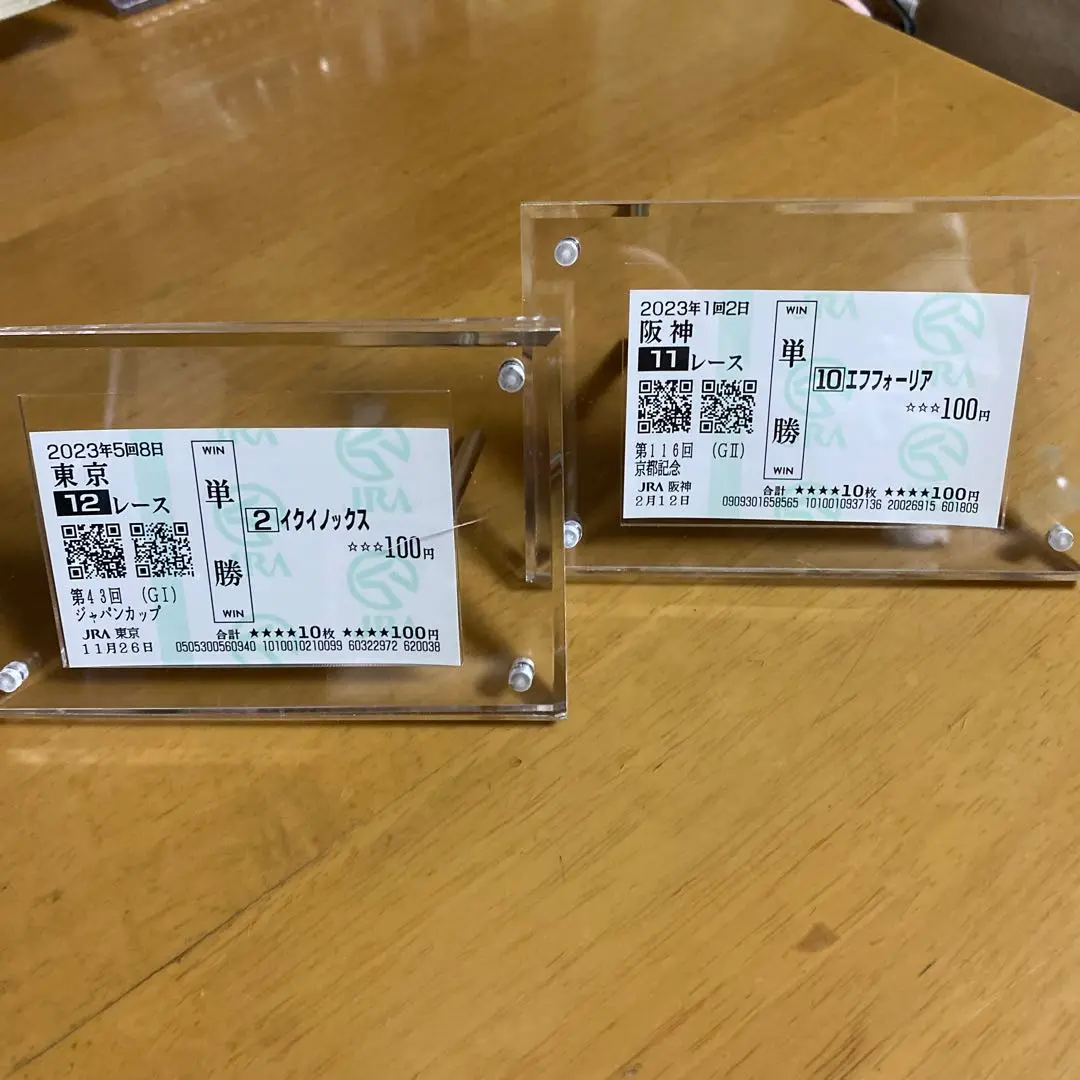 2023年5回8日
東京
12レース
第43回 (GⅠ)
ジャパンカップ
JRA 東京
11月26日
WIN
単勝
WIN
2イクイノックス
☆☆☆100円
合計 ★★★★10枚 ★★★★100円
0505300560940 1010010210099 60322972 620038
JRA
JRA
2023年1回2日
阪神
11レース
第116回 (GⅡ)
京都記念
JRA 阪神
2月12日
WIN
単勝
WIN
10エフフォーリア
☆☆☆100円
合計 ★★★★10枚 ★★★★100円
0909301658565 1010010937136 20026915 601809
JRA
JRA